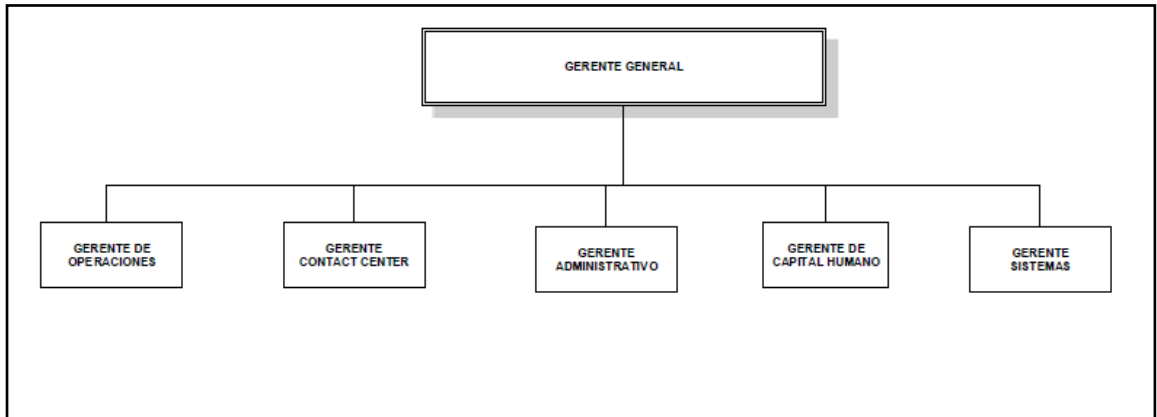 GERENTE GENERAL
GERENTE DE
OPERACIONES
GERENTE
CONTACT CENTER
GERENTE
ADMINISTRATIVO
GERENTE DE
CAPITAL HUMANO
GERENTE
SISTEMAS